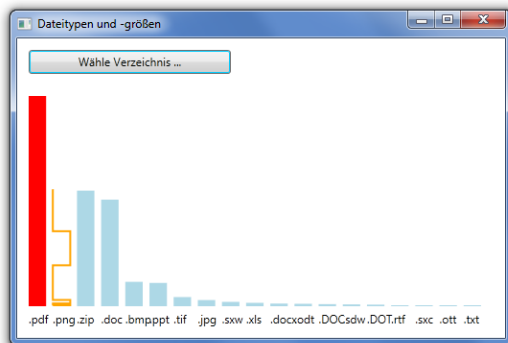 Dateitypen und -größen
Wähle Verzeichnis ...
.pdf .png .zip .doc .bmp .ppt .tif .jpg .sxw .xls .docx .odt .DOC .sdw .DOT .rtf .sxc .ott .txt